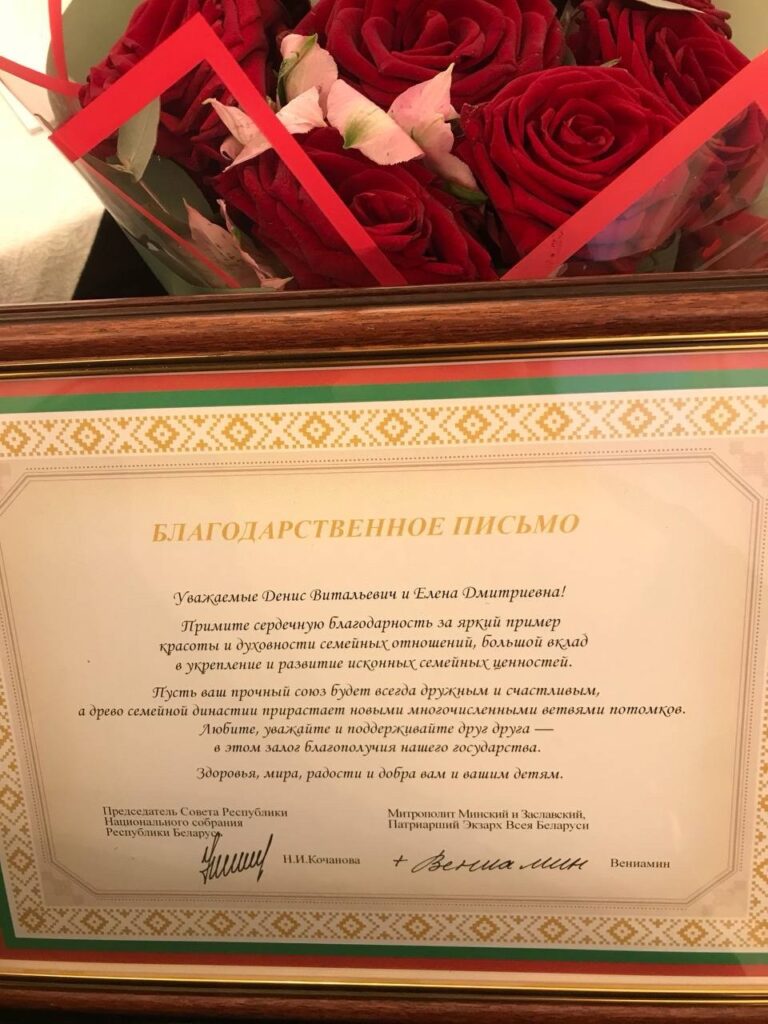 БЛАГОДАРСТВЕННОЕ ПИСЬМО
Уважаемые Денис Витальевич и Елена Дмитриевна!
Примите сердечную благодарность за яркий пример
красоты и духовности семейных отношений, большой вклад
в укрепление и развитие исконных семейных ценностей.
Пусть ваш прочный союз будет всегда дружным и счастливым,
а древо семейной династии прирастает новыми многочисленными ветвями потомков.
Любите, уважайте и поддерживайте друг друга —
в этом залог благополучия нашего государства.
Здоровья, мира, радости и добра вам и вашим детям.
Председатель Совета Республики
Национального собрания
Республики Беларусь
Н.И.Кочанова
Митрополит Минский и Заславский,
Патриарший Экзарх Всея Беларуси
+ Вениамин Вениамин